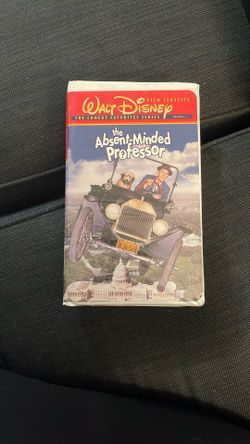 WALT DISNEY
FILM CLASSICS
THE COMEDY FAVORITES SERIES
the
Absent-Minded
Professor